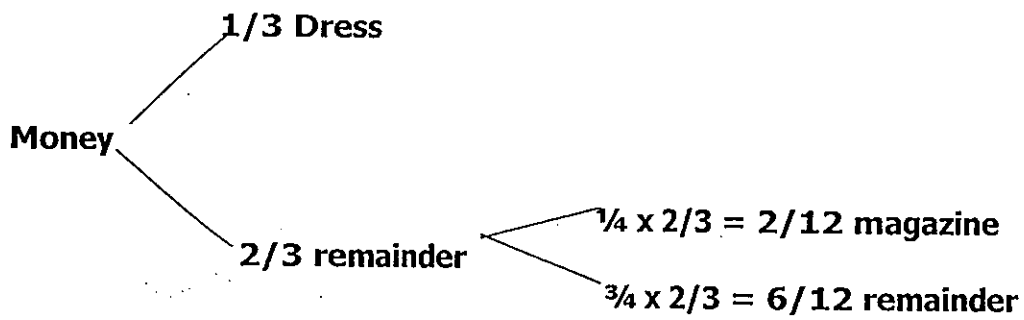 1/3 Dress
Money
2/3 remainder
¼ x 2/3 = 2/12 magazine
¾ x 2/3 = 6/12 remainder